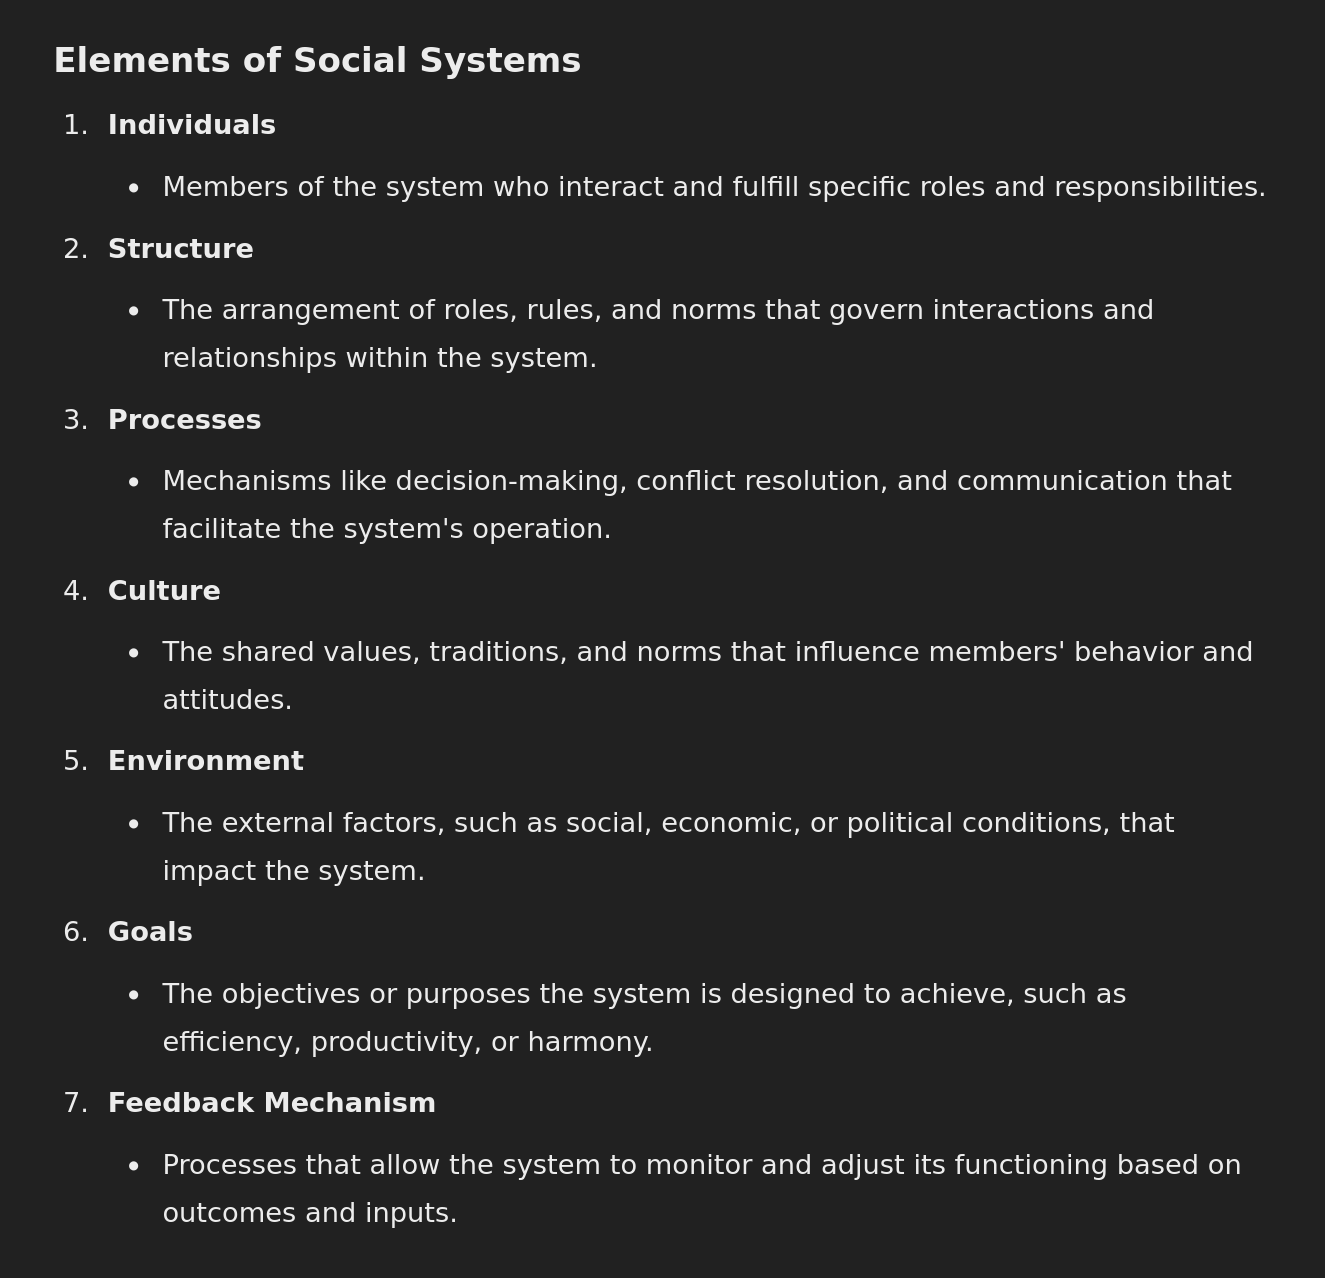 Elements of Social Systems
1. Individuals
• Members of the system who interact and fulfill specific roles and responsibilities.
2. Structure
• The arrangement of roles, rules, and norms that govern interactions and
relationships within the system.
3. Processes
• Mechanisms like decision-making, conflict resolution, and communication that
facilitate the system's operation.
4. Culture
• The shared values, traditions, and norms that influence members' behavior and
attitudes.
5. Environment
• The external factors, such as social, economic, or political conditions, that
impact the system.
6. Goals
• The objectives or purposes the system is designed to achieve, such as
efficiency, productivity, or harmony.
7. Feedback Mechanism
• Processes that allow the system to monitor and adjust its functioning based on
outcomes and inputs.